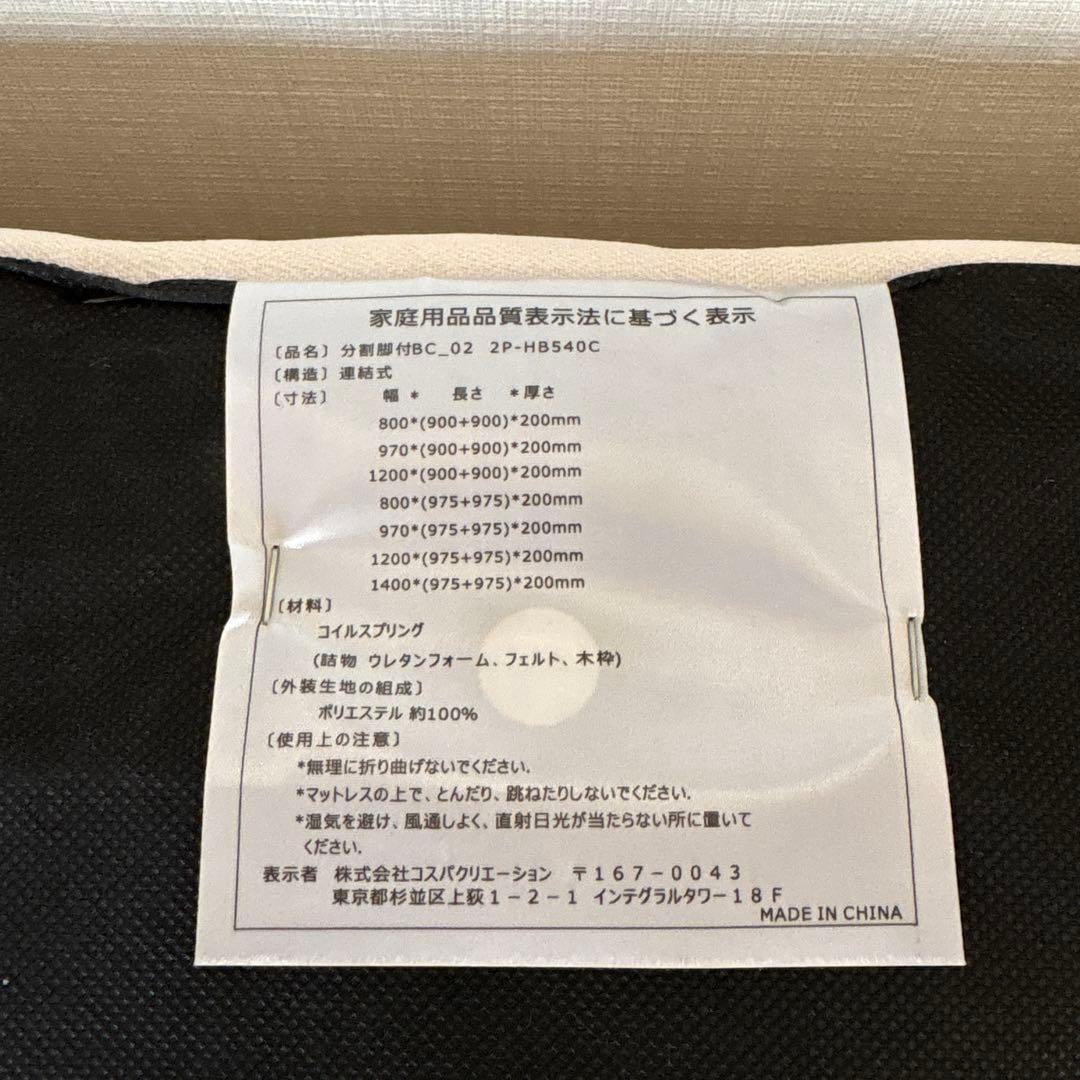 家庭用品品質表示法に基づく表示
〔品名〕分割脚付BC_02 2P-HB540C
〔構造〕連結式
〔寸法〕 幅 * 長さ *厚さ
800*(900+900)*200mm
970*(900+900)*200mm
1200*(900+900)*200mm
800*(975+975)*200mm
970*(975+975)*200mm
1200*(975+975)*200mm
1400*(975+975)*200mm
〔材料〕
コイルスプリング
(詰物 ウレタンフォーム、フェルト、木枠)
〔外装生地の組成〕
ポリエステル 約100%
〔使用上の注意〕
*無理に折り曲げないでください.
*マットレスの上で、とんだり、跳ねたりしないでください.
*湿気を避け、風通しよく、直射日光が当たらない所に置いて
ください.
表示者 株式会社コスパクリエーション 〒167-0043
東京都杉並区上荻1-2-1 インテグラルタワー18F
MADE IN CHINA